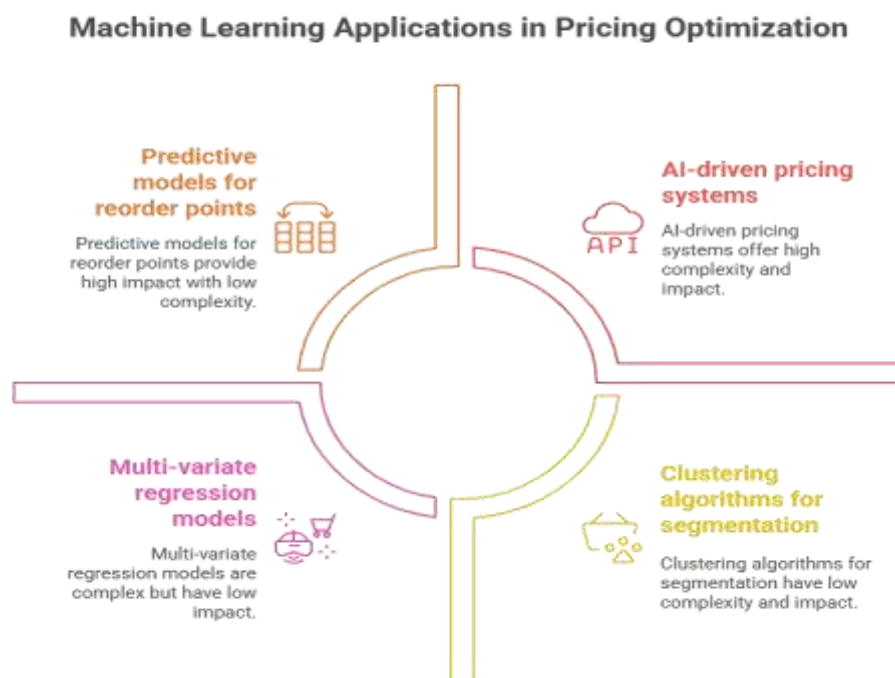 Machine Learning Applications in Pricing Optimization
Predictive
models for
reorder points
Predictive models for
reorder points provide
high impact with low
complexity.
AI-driven pricing
systems
API
AI-driven pricing
systems offer high
complexity and
impact.
Multi-variate
regression
models
Multi-variate
regression models are
complex but have low
impact.
Clustering
algorithms for
segmentation
Clustering algorithms for
segmentation have low
complexity and impact.